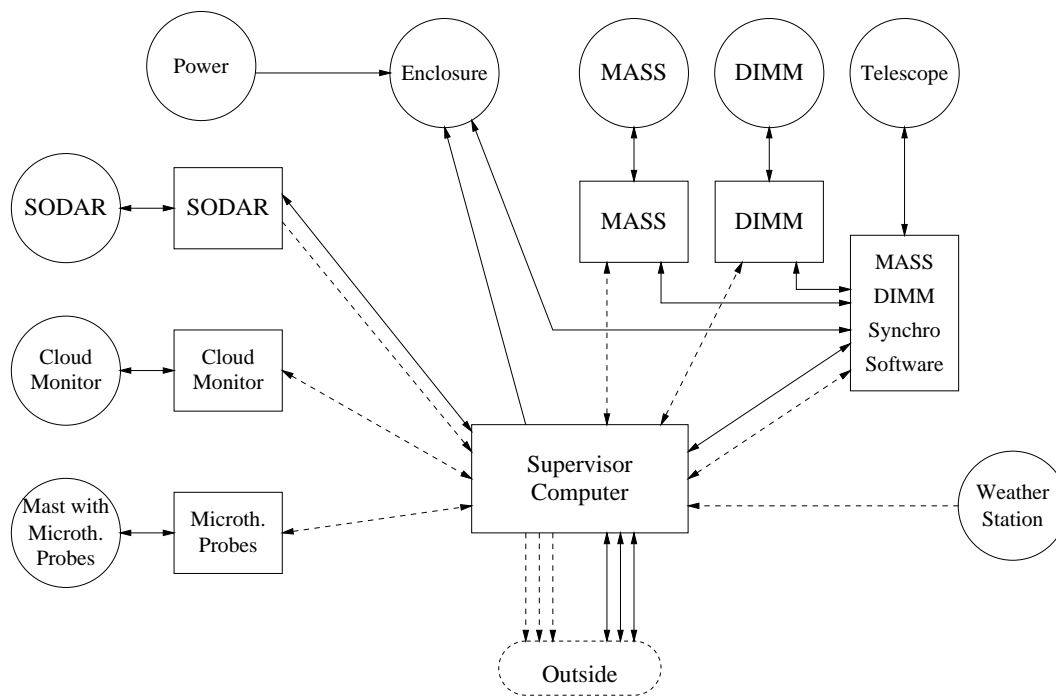 Power
Enclosure
MASS
DIMM
Telescope
SODAR
SODAR
MASS
DIMM
MASS
DIMM
Synchro
Software
Cloud
Monitor
Cloud
Monitor
Supervisor
Computer
Mast with
Microth.
Probes
Microth.
Probes
Weather
Station
Outside